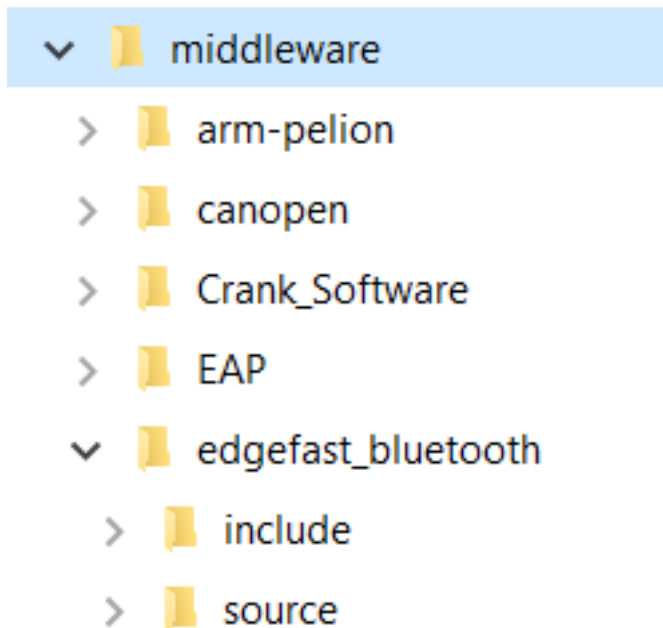 middleware
arm-pelion
canopen
Crank_Software
EAP
edgefast_bluetooth
include
source